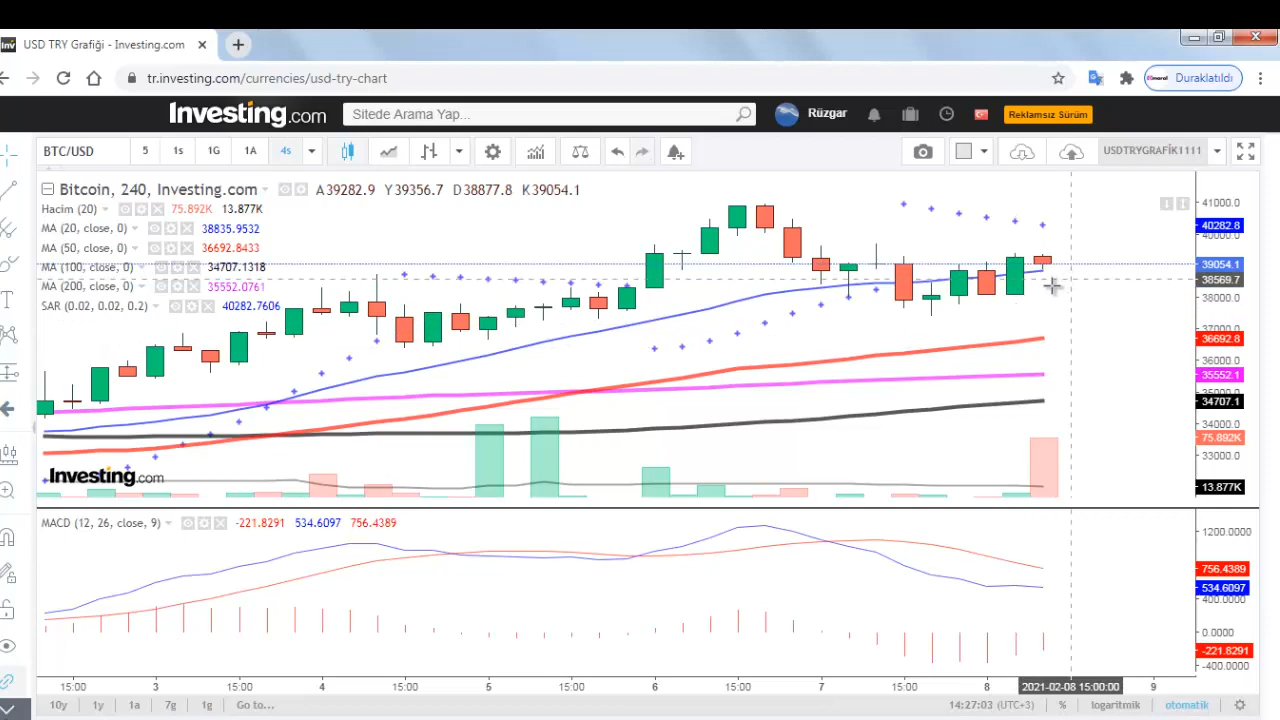 Inv USD TRY Grafiği - Investing.com
tr.investing.com/currencies/usd-try-chart
Duraklatıldı
Investing.com Sitede Arama Yap... Rüzgar Reklamsız Sürüm
BTC/USD 5 1s 1G 1A 4s USDTRYGRAFİK1111
Bitcoin, 240, Investing.com A39282.9 Y39356.7 D38877.8 K39054.1
Hacim (20) 75.892K 13.877K
MA (20, close, 0) 38835.9532
MA (50, close, 0) 36692.8433
MA (100, close, 0) 34707.1318
MA (200, close, 0) 35552.0761
SAR (0.02, 0.02, 0.2) 40282.7606
41000.0
40282.8
40000.0
39054.1
38569.7
38000.0
37000.0
36692.8
36000.0
35552.1
34707.1
34000.0
75.892K
33000.0
13.877K
Investing.com
MACD (12, 26, close, 9) -221.8291 534.6097 756.4389
1200.0000
756.4389
534.6097
400.0000
0.0000
-221.8291
-400.0000
15:00 3 15:00 4 15:00 5 15:00 6 15:00 7 15:00 8 2021-02-08 15:00:00 9
10y 1y 1a 7g 1g Go to... 14:27:03 (UTC+3) % logaritmik otomatik